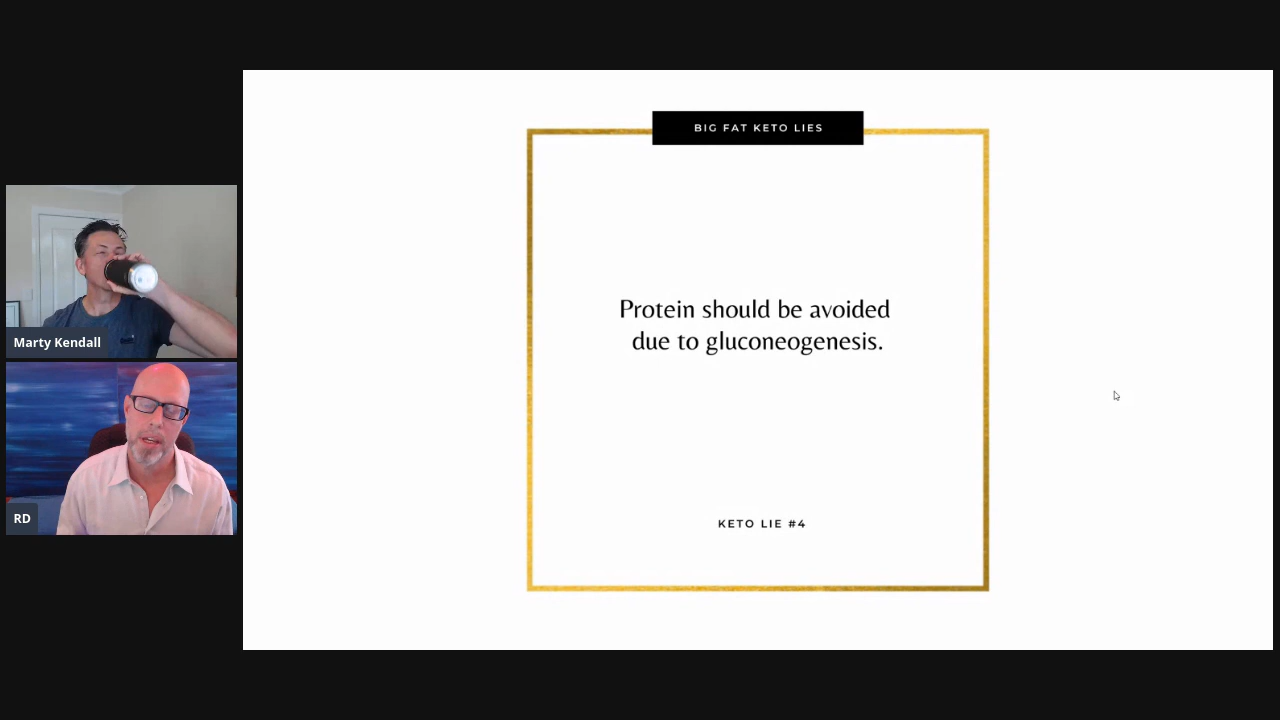 BIG FAT KETO LIES
Protein should be avoided
due to gluconeogenesis.
KETO LIE #4
Marty Kendall
RD